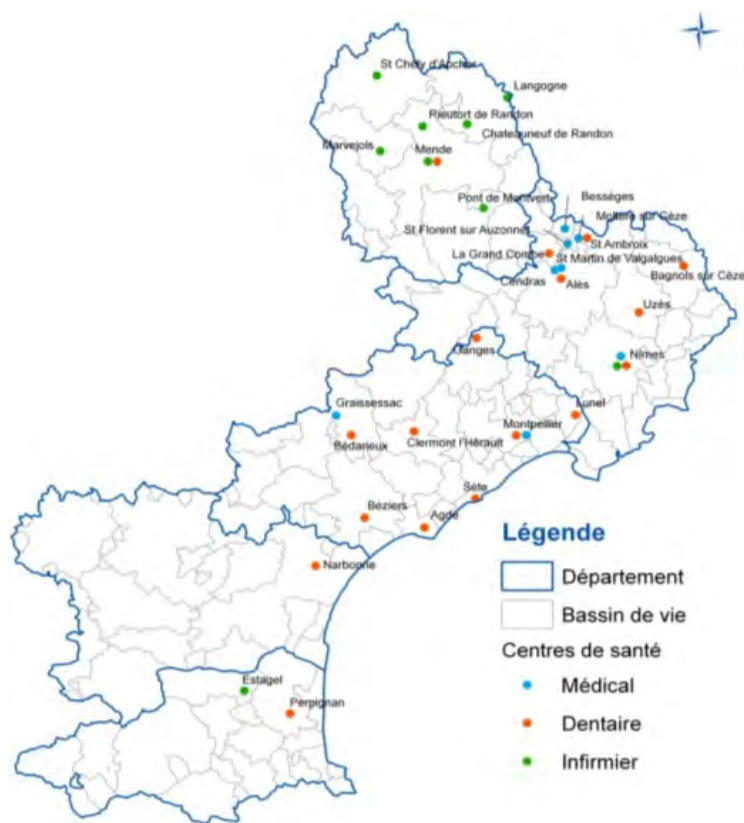 St Chély d'Apcher
Langogne
Rieutort de Randon
Chateauneuf de Randon
Marvejols
Mende
Pont de Montvert
Bessèges
Molière sur Cèze
St Florent sur Auzonnet
St Ambroix
La Grand Combe
St Martin de Valgalgues
Bagnols sur Cèze
Cendras
Alès
Uzès
Nîmes
Ganges
Graissessac
Lunel
Montpellier
Bédarieux
Clermont l'Hérault
Sète
Béziers
Agde
Légende
Narbonne
Département
Bassin de vie
Centres de santé
Estagel
Médical
Perpignan
Dentaire
Infirmier